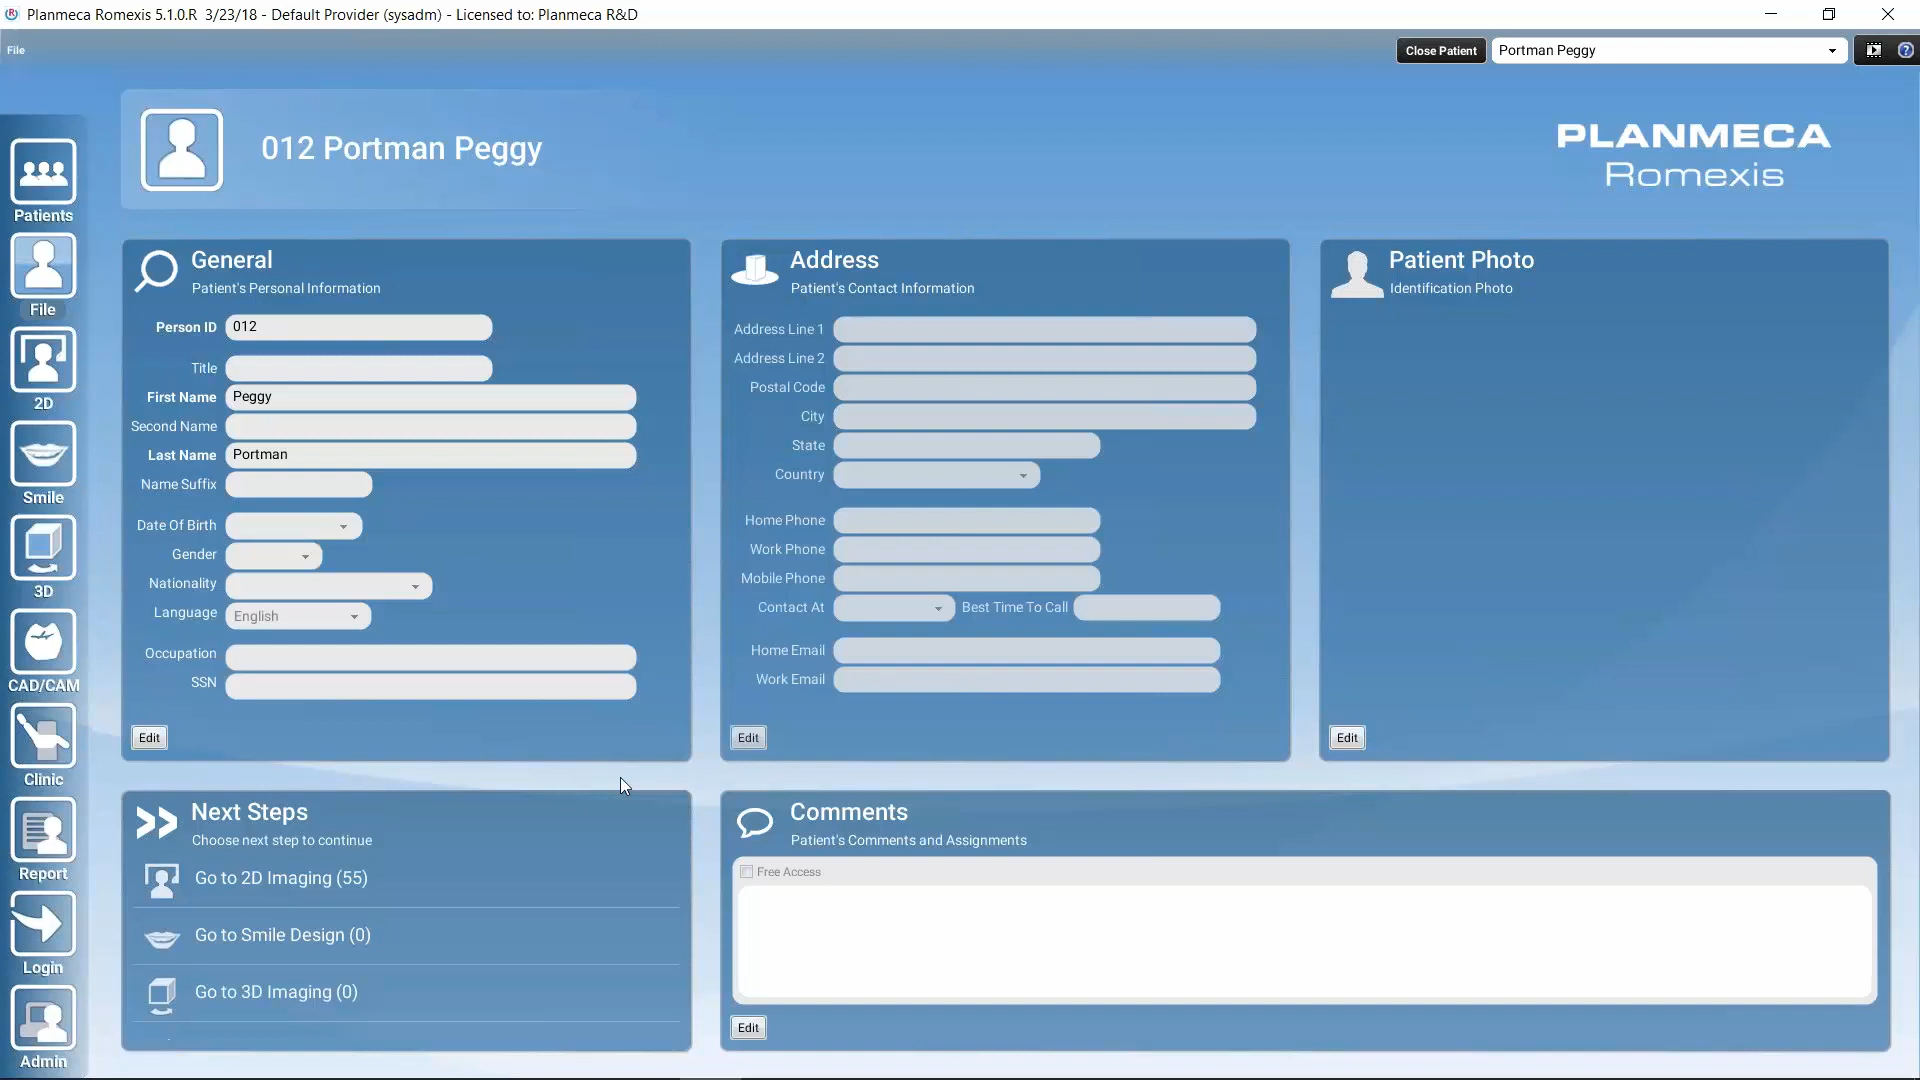 Planmeca Romexis 5.1.0.R 3/23/18 - Default Provider (sysadm) - Licensed to: Planmeca R&D
File
Close Patient
Portman Peggy
012 Portman Peggy
PLANMECA
Romexis
Patients
File
2D
Smile
3D
CAD/CAM
Clinic
Report
Login
Admin
General
Patient's Personal Information
Person ID 012
Title
First Name Peggy
Second Name
Last Name Portman
Name Suffix
Date Of Birth
Gender
Nationality
Language English
Occupation
SSN
Edit
Address
Patient's Contact Information
Address Line 1
Address Line 2
Postal Code
City
State
Country
Home Phone
Work Phone
Mobile Phone
Contact At Best Time To Call
Home Email
Work Email
Edit
Patient Photo
Identification Photo
Edit
Next Steps
Choose next step to continue
Go to 2D Imaging (55)
Go to Smile Design (0)
Go to 3D Imaging (0)
Comments
Patient's Comments and Assignments
Free Access
Edit